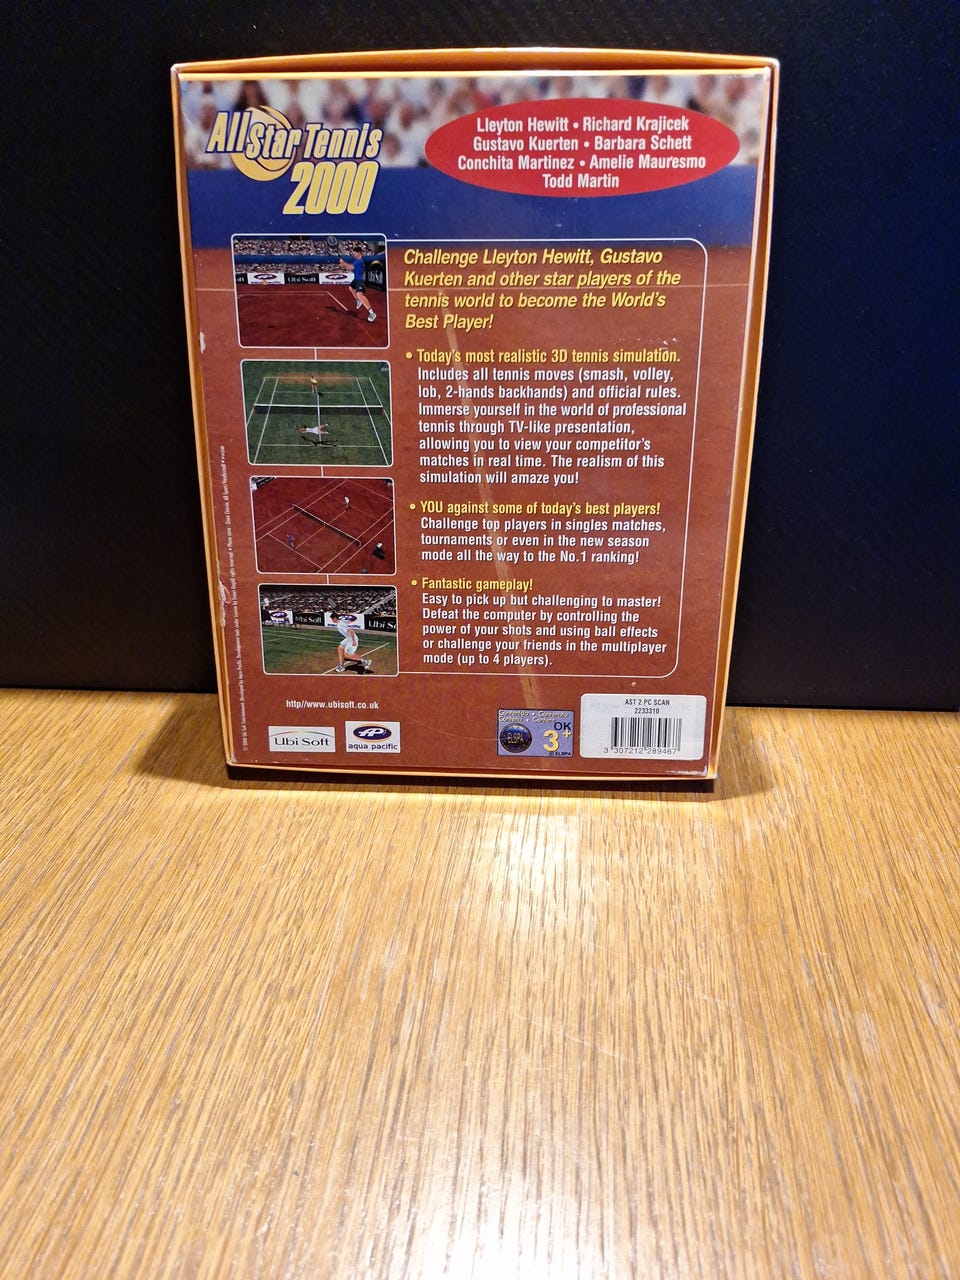 All Star Tennis
2000
Lleyton Hewitt • Richard Krajicek
Gustavo Kuerten • Barbara Schett
Conchita Martinez • Amelie Mauresmo
Todd Martin
Challenge Lleyton Hewitt, Gustavo
Kuerten and other star players of the
tennis world to become the World's
Best Player!
• Today's most realistic 3D tennis simulation.
Includes all tennis moves (smash, volley,
lob, 2-hands backhands) and official rules.
Immerse yourself in the world of professional
tennis through TV-like presentation,
allowing you to view your competitor's
matches in real time. The realism of this
simulation will amaze you!
• YOU against some of today's best players!
Challenge top players in singles matches,
tournaments or even in the new season
mode all the way to the No.1 ranking!
• Fantastic gameplay!
Easy to pick up but challenging to master!
Defeat the computer by controlling the
power of your shots and using ball effects
or challenge your friends in the multiplayer
mode (up to 4 players).
Ubi Soft
Ubi Soft
Ubi S
http//www.ubisoft.co.uk
Ubi Soft
AP
aqua pacific
ELSPA
OK
3+
© ELSPA
AST 2 PC SCAN
2233310
3 307212 289467